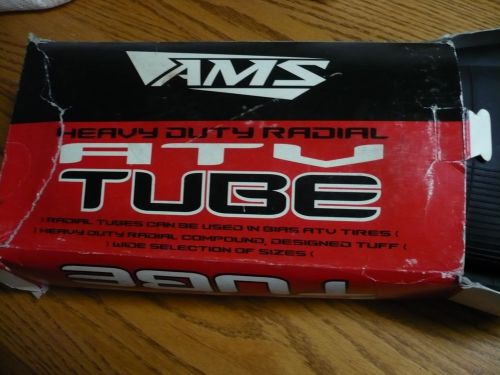 AMS
HEAVY DUTY RADIAL
ATV
TUBE
) RADIAL TUBES CAN BE USED IN BIAS ATV TIRES (
) HEAVY DUTY RADIAL COMPOUND, DESIGNED TUFF (
) WIDE SELECTION OF SIZES (
TUBE